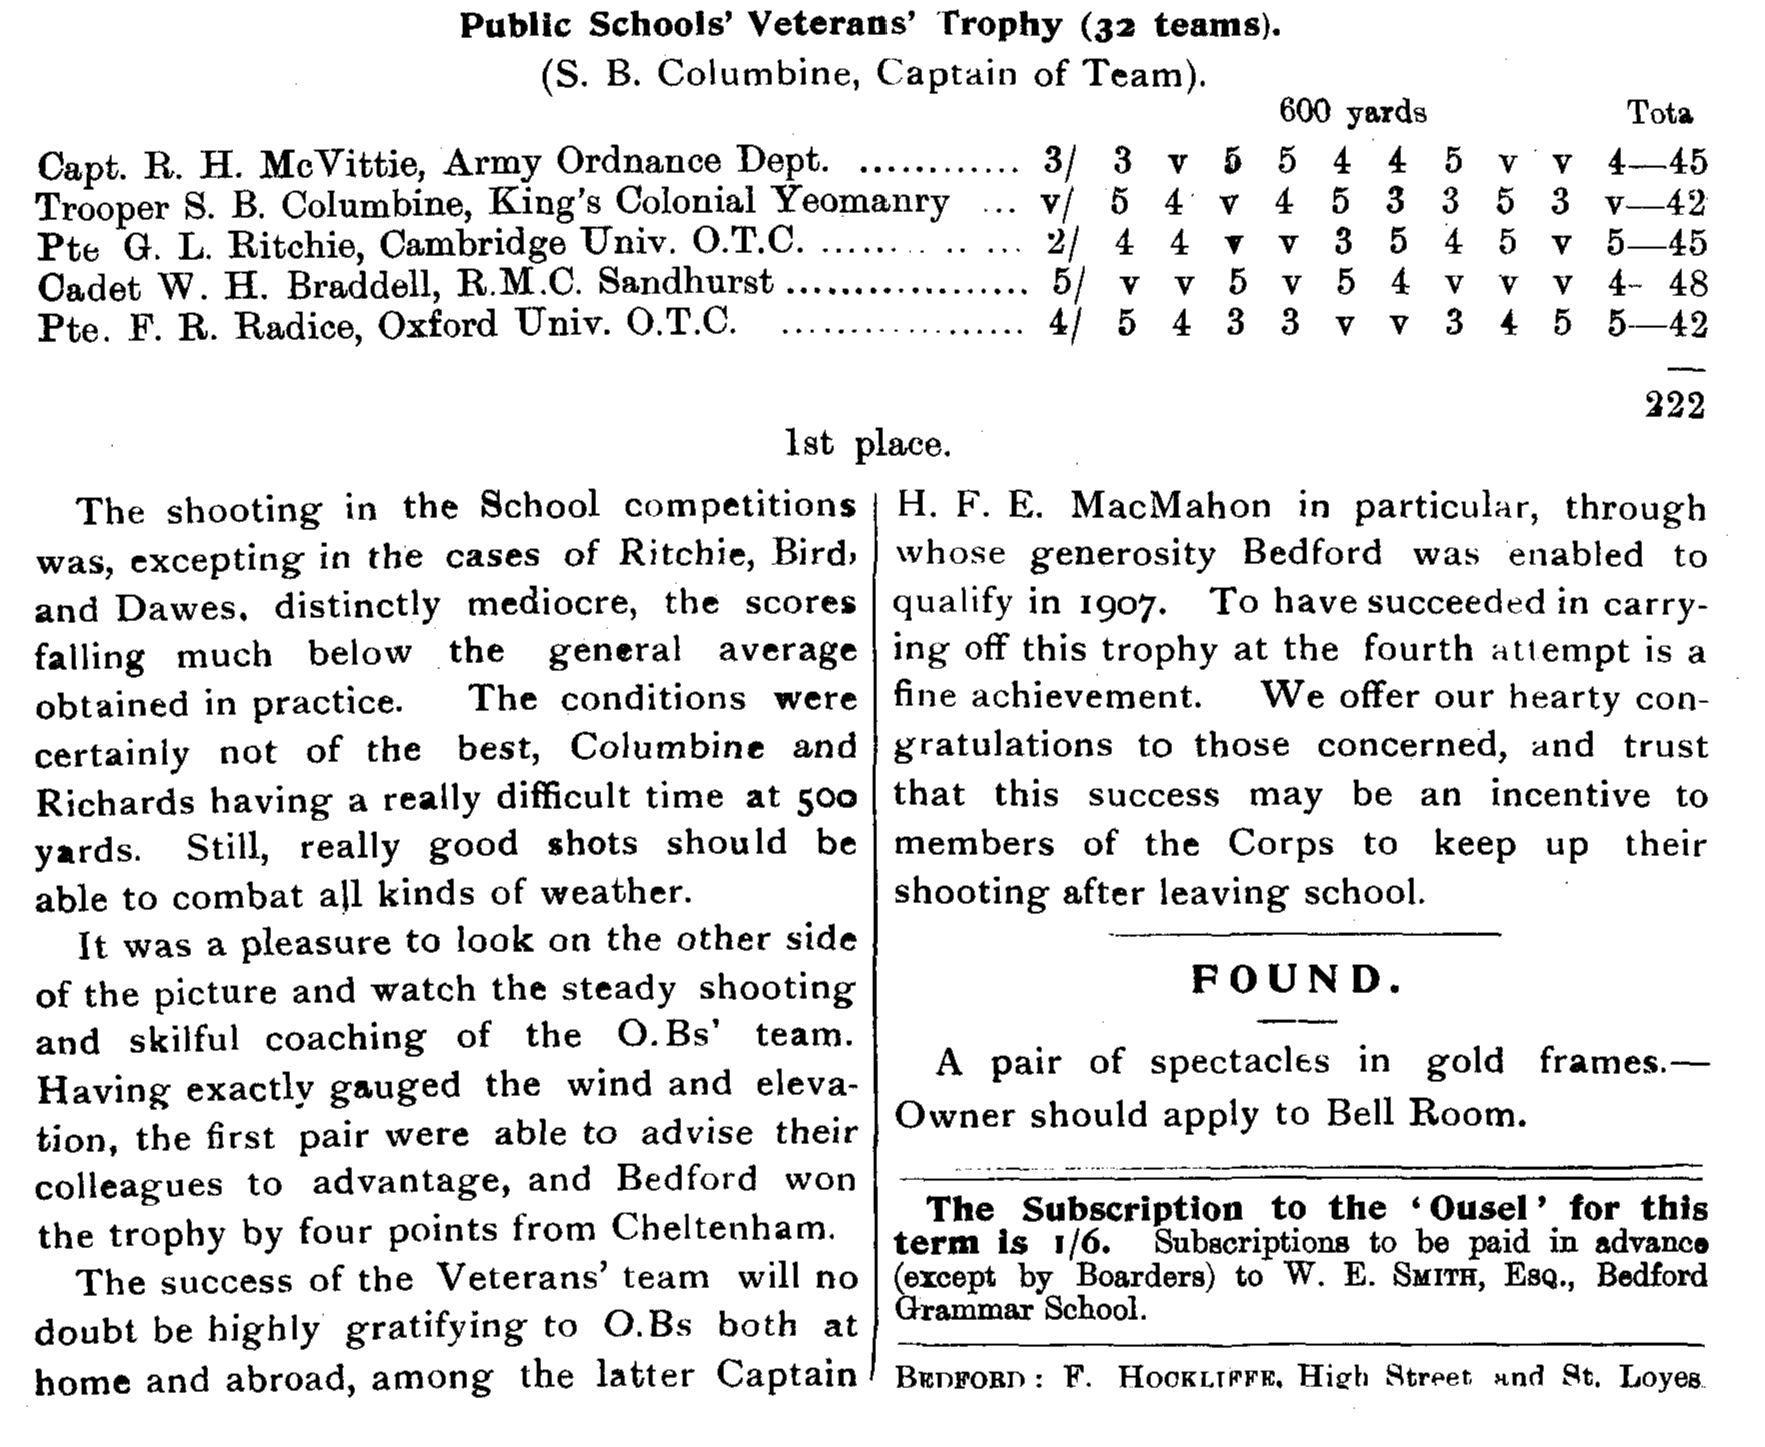 Public Schools' Veterans' Trophy (32 teams).
(S. B. Columbine, Captain of Team).
600 yards Tota
Capt. R. H. McVittie, Army Ordnance Dept. ............ 3/ 3 v 5 5 4 4 5 v v 4—45
Trooper S. B. Columbine, King's Colonial Yeomanry ... v/ 5 4 v 4 5 3 3 5 3 v—42
Pte G. L. Ritchie, Cambridge Univ. O.T.C. ............. 2/ 4 4 v v 3 5 4 5 v 5—45
Cadet W. H. Braddell, R.M.C. Sandhurst .................. 5/ v v 5 v 5 4 v v v 4- 48
Pte. F. R. Radice, Oxford Univ. O.T.C. .................. 4/ 5 4 3 3 v v 3 4 5 5—42
222
1st place.
The shooting in the School competitions
was, excepting in the cases of Ritchie, Bird,
and Dawes, distinctly mediocre, the scores
falling much below the general average
obtained in practice. The conditions were
certainly not of the best, Columbine and
Richards having a really difficult time at 500
yards. Still, really good shots should be
able to combat all kinds of weather.
It was a pleasure to look on the other side
of the picture and watch the steady shooting
and skilful coaching of the O.Bs' team.
Having exactly gauged the wind and eleva-
tion, the first pair were able to advise their
colleagues to advantage, and Bedford won
the trophy by four points from Cheltenham.
The success of the Veterans' team will no
doubt be highly gratifying to O.Bs both at
home and abroad, among the latter Captain
H. F. E. MacMahon in particular, through
whose generosity Bedford was enabled to
qualify in 1907. To have succeeded in carry-
ing off this trophy at the fourth attempt is a
fine achievement. We offer our hearty con-
gratulations to those concerned, and trust
that this success may be an incentive to
members of the Corps to keep up their
shooting after leaving school.
FOUND.
A pair of spectacles in gold frames.—
Owner should apply to Bell Room.
The Subscription to the 'Ousel' for this
term is 1/6. Subscriptions to be paid in advance
(except by Boarders) to W. E. SMITH, ESQ., Bedford
Grammar School.
BEDFORD: F. HOCKLIFFE, High Street and St. Loyes.